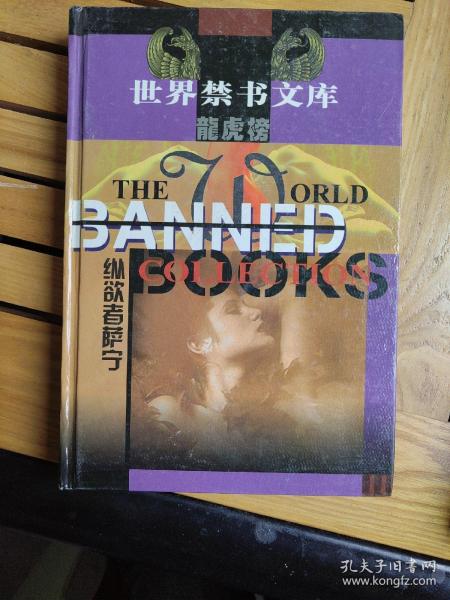 世界禁书文库
龍虎榜
THE WORLD
BANNED
BOOKS
COLLECTION
纵欲者萨宁
孔夫子旧书网
www.kongfz.com